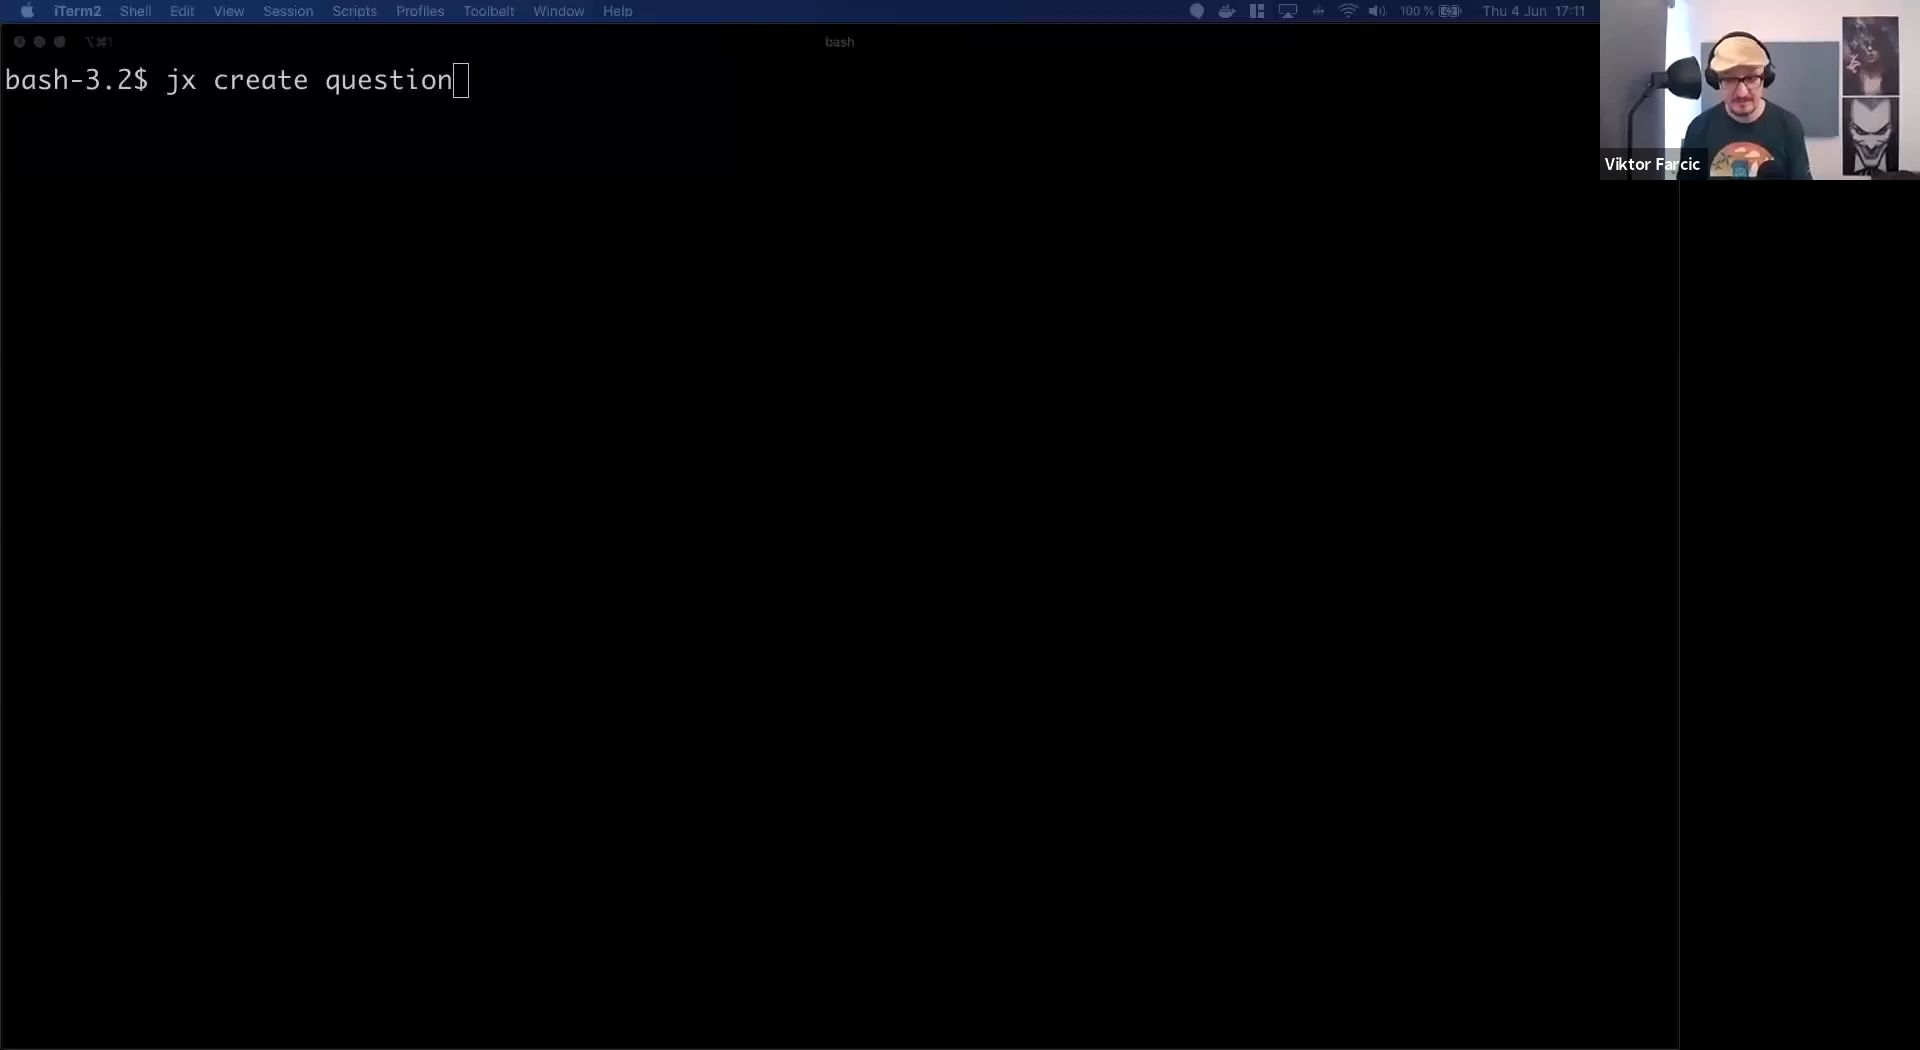 iTerm2 Shell Edit View Session Scripts Profiles Toolbelt Window Help 100 % Thu 4 Jun 17:11
bash
bash-3.2$ jx create question
Viktor Farcic